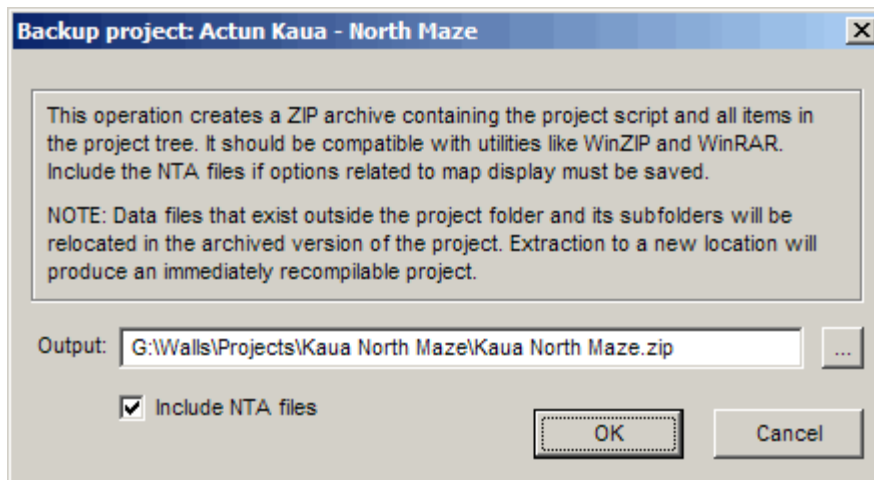 Backup project: Actun Kaua - North Maze
This operation creates a ZIP archive containing the project script and all items in
the project tree. It should be compatible with utilities like WinZIP and WinRAR.
Include the NTA files if options related to map display must be saved.
NOTE: Data files that exist outside the project folder and its subfolders will be
relocated in the archived version of the project. Extraction to a new location will
produce an immediately recompilable project.
Output: G:\Walls\Projects\Kaua North Maze\Kaua North Maze.zip ...
Include NTA files
OK Cancel